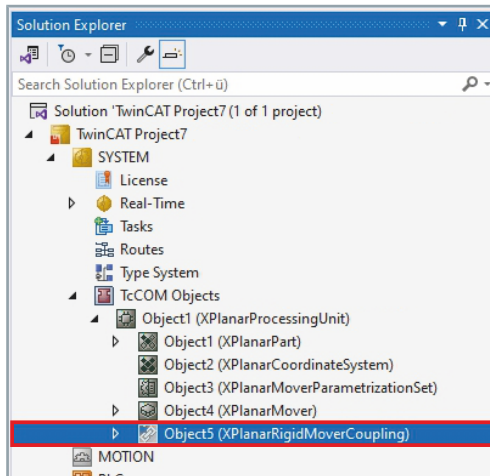 Solution Explorer
Search Solution Explorer (Ctrl+ü)
Solution 'TwinCAT Project7 (1 of 1 project)
TwinCAT Project7
SYSTEM
License
Real-Time
Tasks
Routes
Type System
TcCOM Objects
Object1 (XPlanarProcessingUnit)
Object1 (XPlanarPart)
Object2 (XPlanarCoordinateSystem)
Object3 (XPlanarMoverParametrizationSet)
Object4 (XPlanarMover)
Object5 (XPlanarRigidMoverCoupling)
MOTION